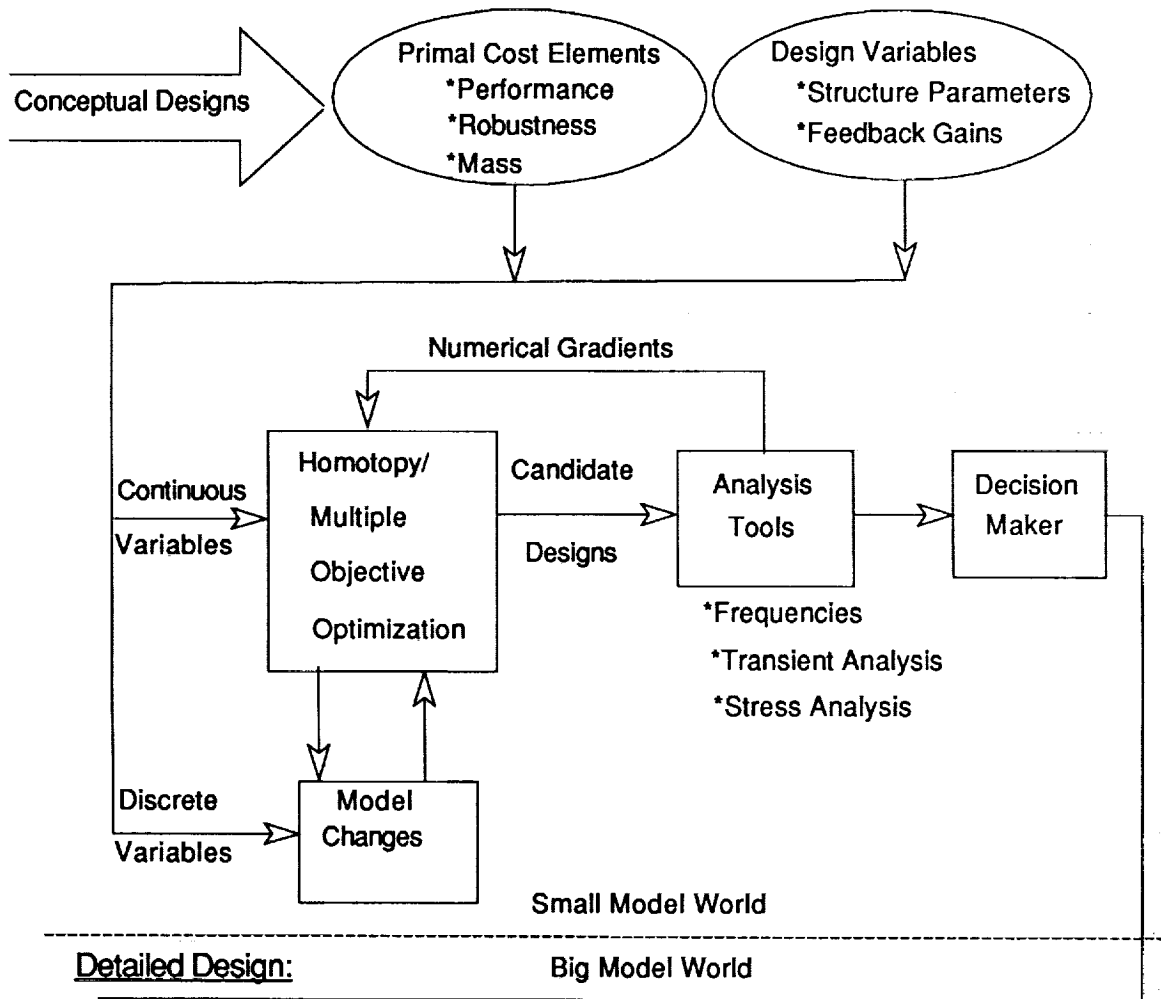 Conceptual Designs
Primal Cost Elements
*Performance
*Robustness
*Mass
Design Variables
*Structure Parameters
*Feedback Gains
Numerical Gradients
Continuous
Variables
Homotopy/
Multiple
Objective
Optimization
Candidate
Designs
Analysis
Tools
*Frequencies
*Transient Analysis
*Stress Analysis
Decision
Maker
Discrete
Variables
Model
Changes
Small Model World
Detailed Design:
Big Model World